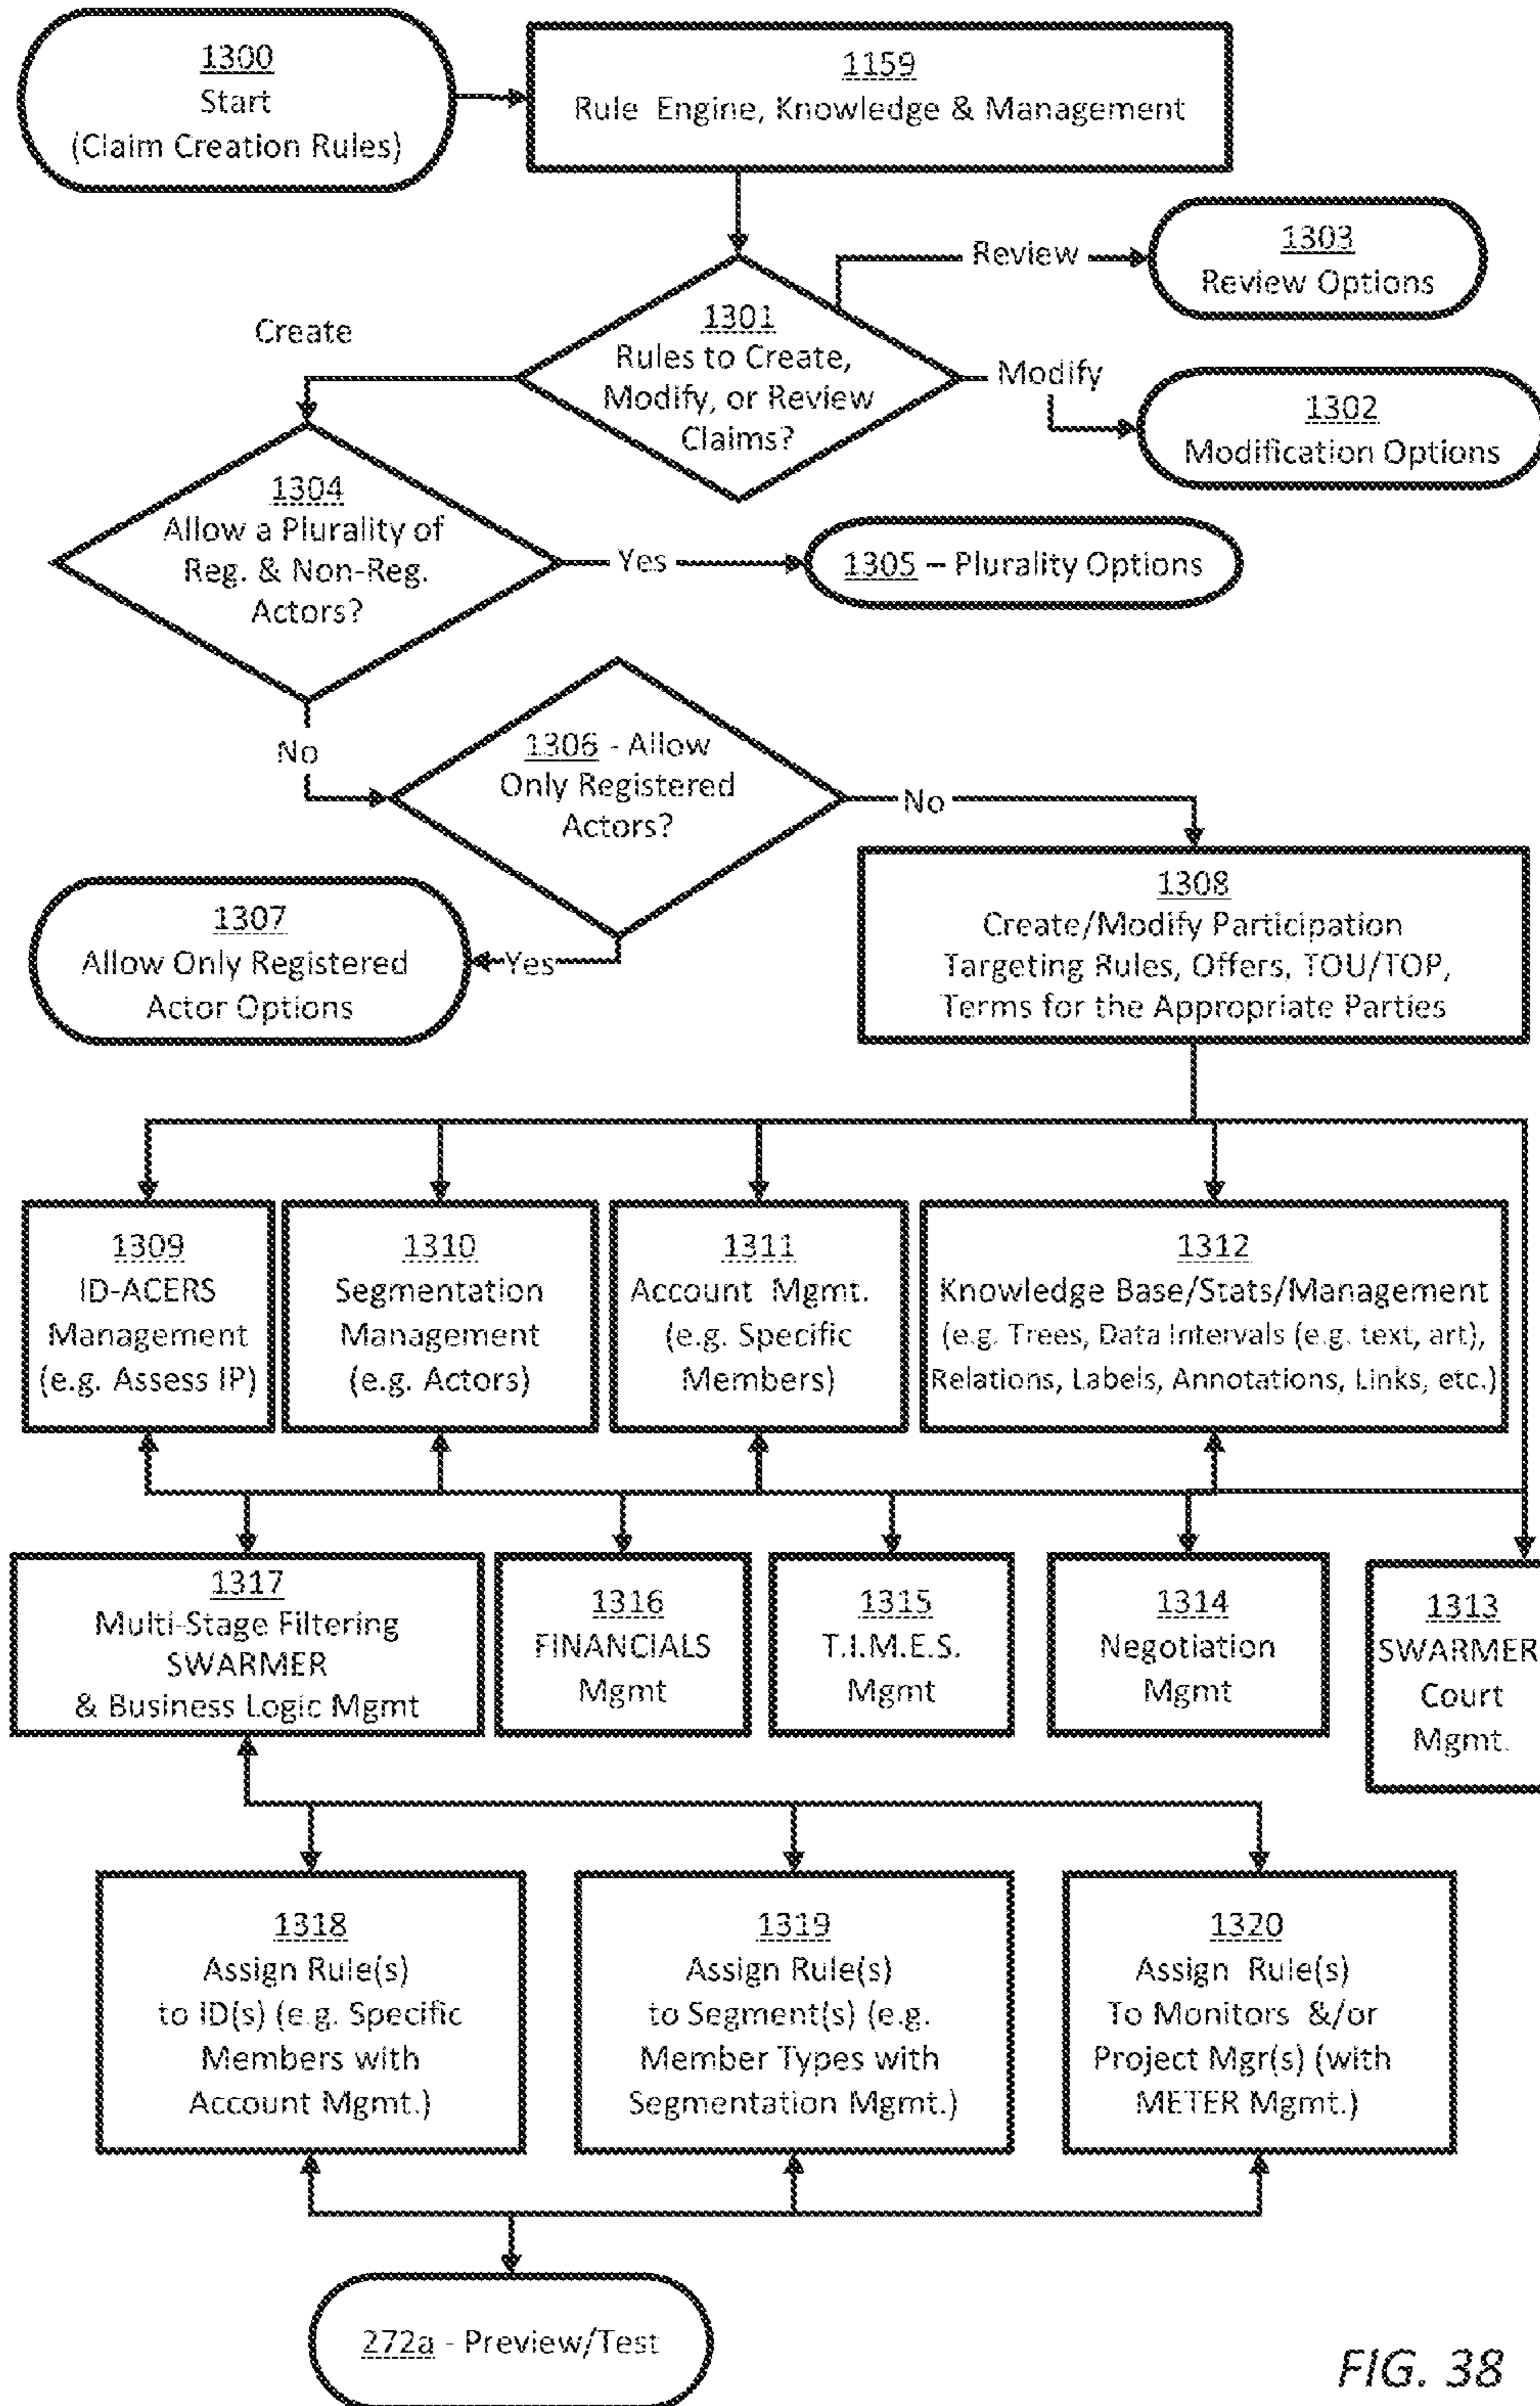 1300
Start
(Claim Creation Rules)
1159
Rule Engine, Knowledge & Management
Review
1303
Review Options
Create
1301
Rules to Create,
Modify, or Review
Claims?
Modify
1302
Modification Options
1304
Allow a Plurality of
Reg. & Non-Reg.
Actors?
Yes
1305 – Plurality Options
No
1306 - Allow
Only Registered
Actors?
No
1307
Allow Only Registered
Actor Options
Yes
1308
Create/Modify Participation
Targeting Rules, Offers, TOU/TOP,
Terms for the Appropriate Parties
1309
ID-ACERS
Management
(e.g. Assess IP)
1310
Segmentation
Management
(e.g. Actors)
1311
Account Mgmt.
(e.g. Specific
Members)
1312
Knowledge Base/Stats/Management
(e.g. Trees, Data Intervals (e.g. text, art),
Relations, Labels, Annotations, Links, etc.)
1317
Multi-Stage Filtering
SWARMER
& Business Logic Mgmt
1316
FINANCIALS
Mgmt
1315
T.I.M.E.S.
Mgmt
1314
Negotiation
Mgmt
1313
SWARMER
Court
Mgmt.
1318
Assign Rule(s)
to ID(s) (e.g. Specific
Members with
Account Mgmt.)
1319
Assign Rule(s)
to Segment(s) (e.g.
Member Types with
Segmentation Mgmt.)
1320
Assign Rule(s)
To Monitors &/or
Project Mgr(s) (with
METER Mgmt.)
272a - Preview/Test
FIG. 38